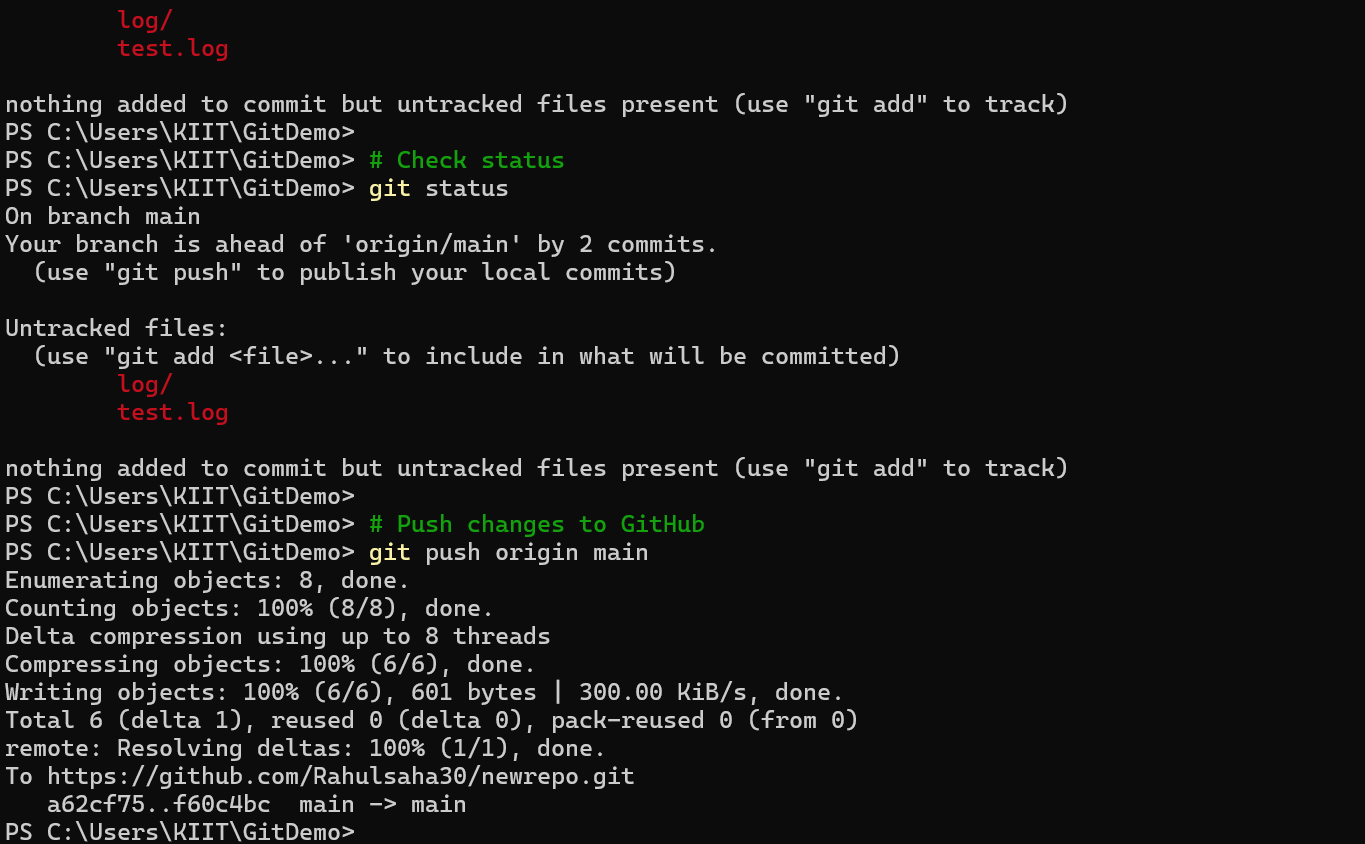 log/
test.log
nothing added to commit but untracked files present (use "git add" to track)
PS C:\Users\KIIT\GitDemo>
PS C:\Users\KIIT\GitDemo> # Check status
PS C:\Users\KIIT\GitDemo> git status
On branch main
Your branch is ahead of 'origin/main' by 2 commits.
  (use "git push" to publish your local commits)
Untracked files:
  (use "git add <file>..." to include in what will be committed)
log/
test.log
nothing added to commit but untracked files present (use "git add" to track)
PS C:\Users\KIIT\GitDemo>
PS C:\Users\KIIT\GitDemo> # Push changes to GitHub
PS C:\Users\KIIT\GitDemo> git push origin main
Enumerating objects: 8, done.
Counting objects: 100% (8/8), done.
Delta compression using up to 8 threads
Compressing objects: 100% (6/6), done.
Writing objects: 100% (6/6), 601 bytes | 300.00 KiB/s, done.
Total 6 (delta 1), reused 0 (delta 0), pack-reused 0 (from 0)
remote: Resolving deltas: 100% (1/1), done.
To https://github.com/Rahulsaha30/newrepo.git
   a62cf75..f60c4bc  main -> main
PS C:\Users\KIIT\GitDemo>